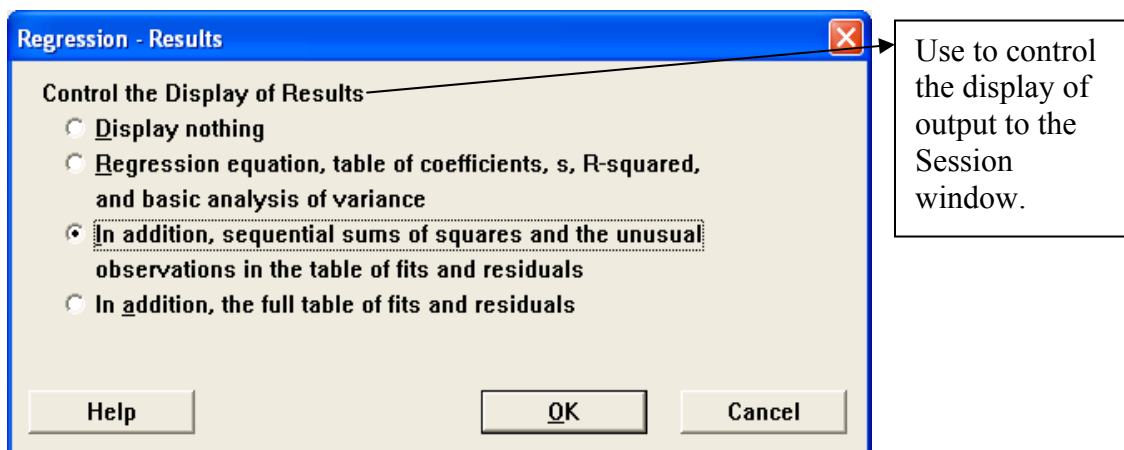 Regression - Results
Control the Display of Results
Display nothing
Regression equation, table of coefficients, s, R-squared,
and basic analysis of variance
In addition, sequential sums of squares and the unusual
observations in the table of fits and residuals
In addition, the full table of fits and residuals
Help
OK
Cancel
Use to control
the display of
output to the
Session
window.